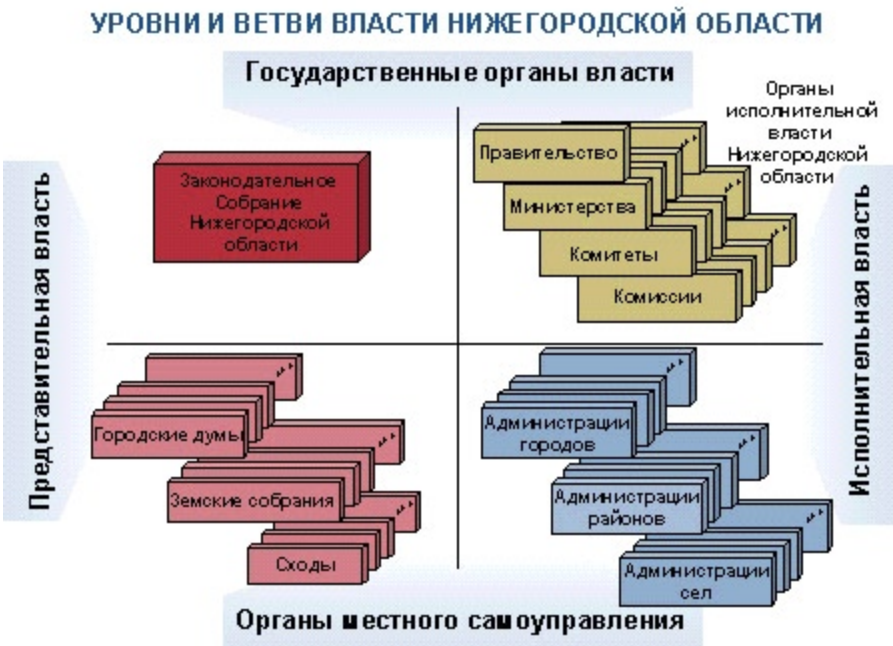 УРОВНИ И ВЕТВИ ВЛАСТИ НИЖЕГОРОДСКОЙ ОБЛАСТИ
Государственные органы власти
Органы
исполнительной
власти
Нижегородской
области
Представительная власть
Законодательное
Собрание
Нижегородской
области
Правительство
Министерства
Комитеты
Комиссии
Исполнительная власть
Городские думы
Земские собрания
Сходы
Администрации
городов
Администрации
районов
Администрации
сел
Органы местного самоуправления